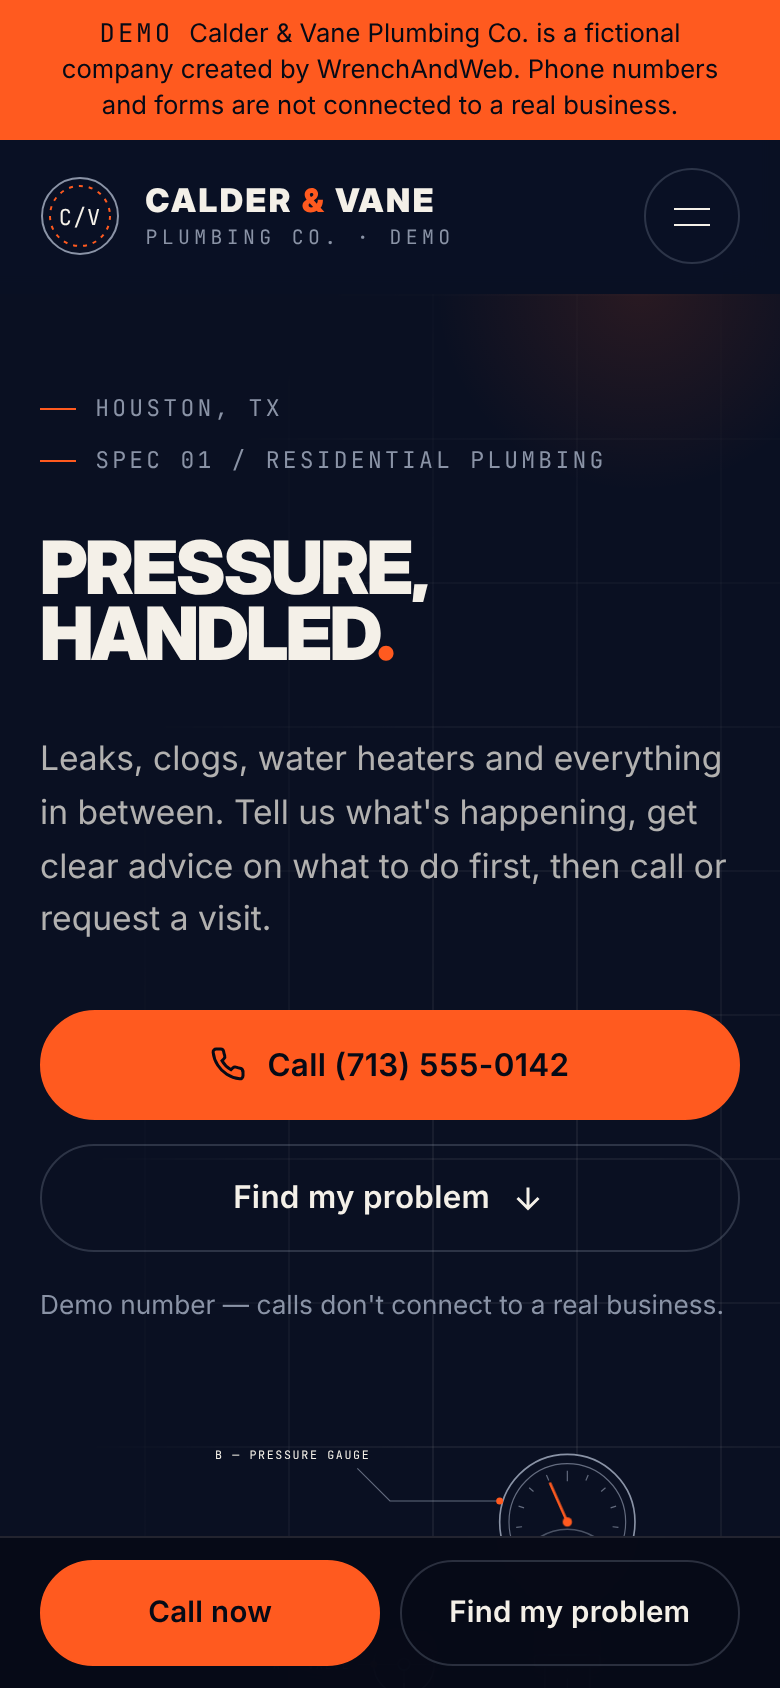 DEMO Calder & Vane Plumbing Co. is a fictional
company created by WrenchAndWeb. Phone numbers
and forms are not connected to a real business.
C/V
CALDER & VANE
PLUMBING CO. · DEMO
HOUSTON, TX
SPEC 01 / RESIDENTIAL PLUMBING
PRESSURE,
HANDLED.
Leaks, clogs, water heaters and everything
in between. Tell us what's happening, get
clear advice on what to do first, then call or
request a visit.
Call (713) 555-0142
Find my problem ↓
Demo number — calls don't connect to a real business.
B — PRESSURE GAUGE
Call now
Find my problem